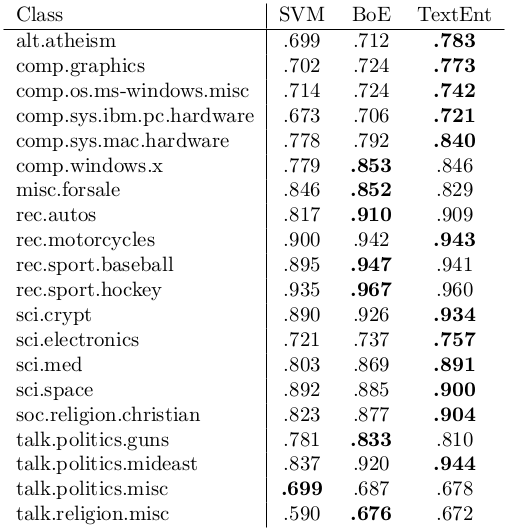 Class SVM BoE TextEnt
alt.atheism .699 .712 .783
comp.graphics .702 .724 .773
comp.os.ms-windows.misc .714 .724 .742
comp.sys.ibm.pc.hardware .673 .706 .721
comp.sys.mac.hardware .778 .792 .840
comp.windows.x .779 .853 .846
misc.forsale .846 .852 .829
rec.autos .817 .910 .909
rec.motorcycles .900 .942 .943
rec.sport.baseball .895 .947 .941
rec.sport.hockey .935 .967 .960
sci.crypt .890 .926 .934
sci.electronics .721 .737 .757
sci.med .803 .869 .891
sci.space .892 .885 .900
soc.religion.christian .823 .877 .904
talk.politics.guns .781 .833 .810
talk.politics.mideast .837 .920 .944
talk.politics.misc .699 .687 .678
talk.religion.misc .590 .676 .672